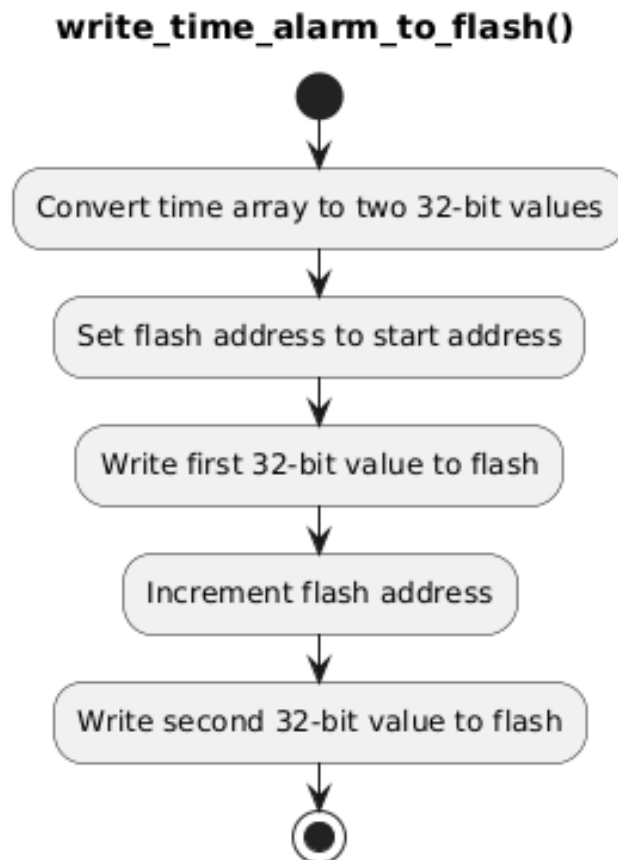 write_time_alarm_to_flash()
Convert time array to two 32-bit values
Set flash address to start address
Write first 32-bit value to flash
Increment flash address
Write second 32-bit value to flash